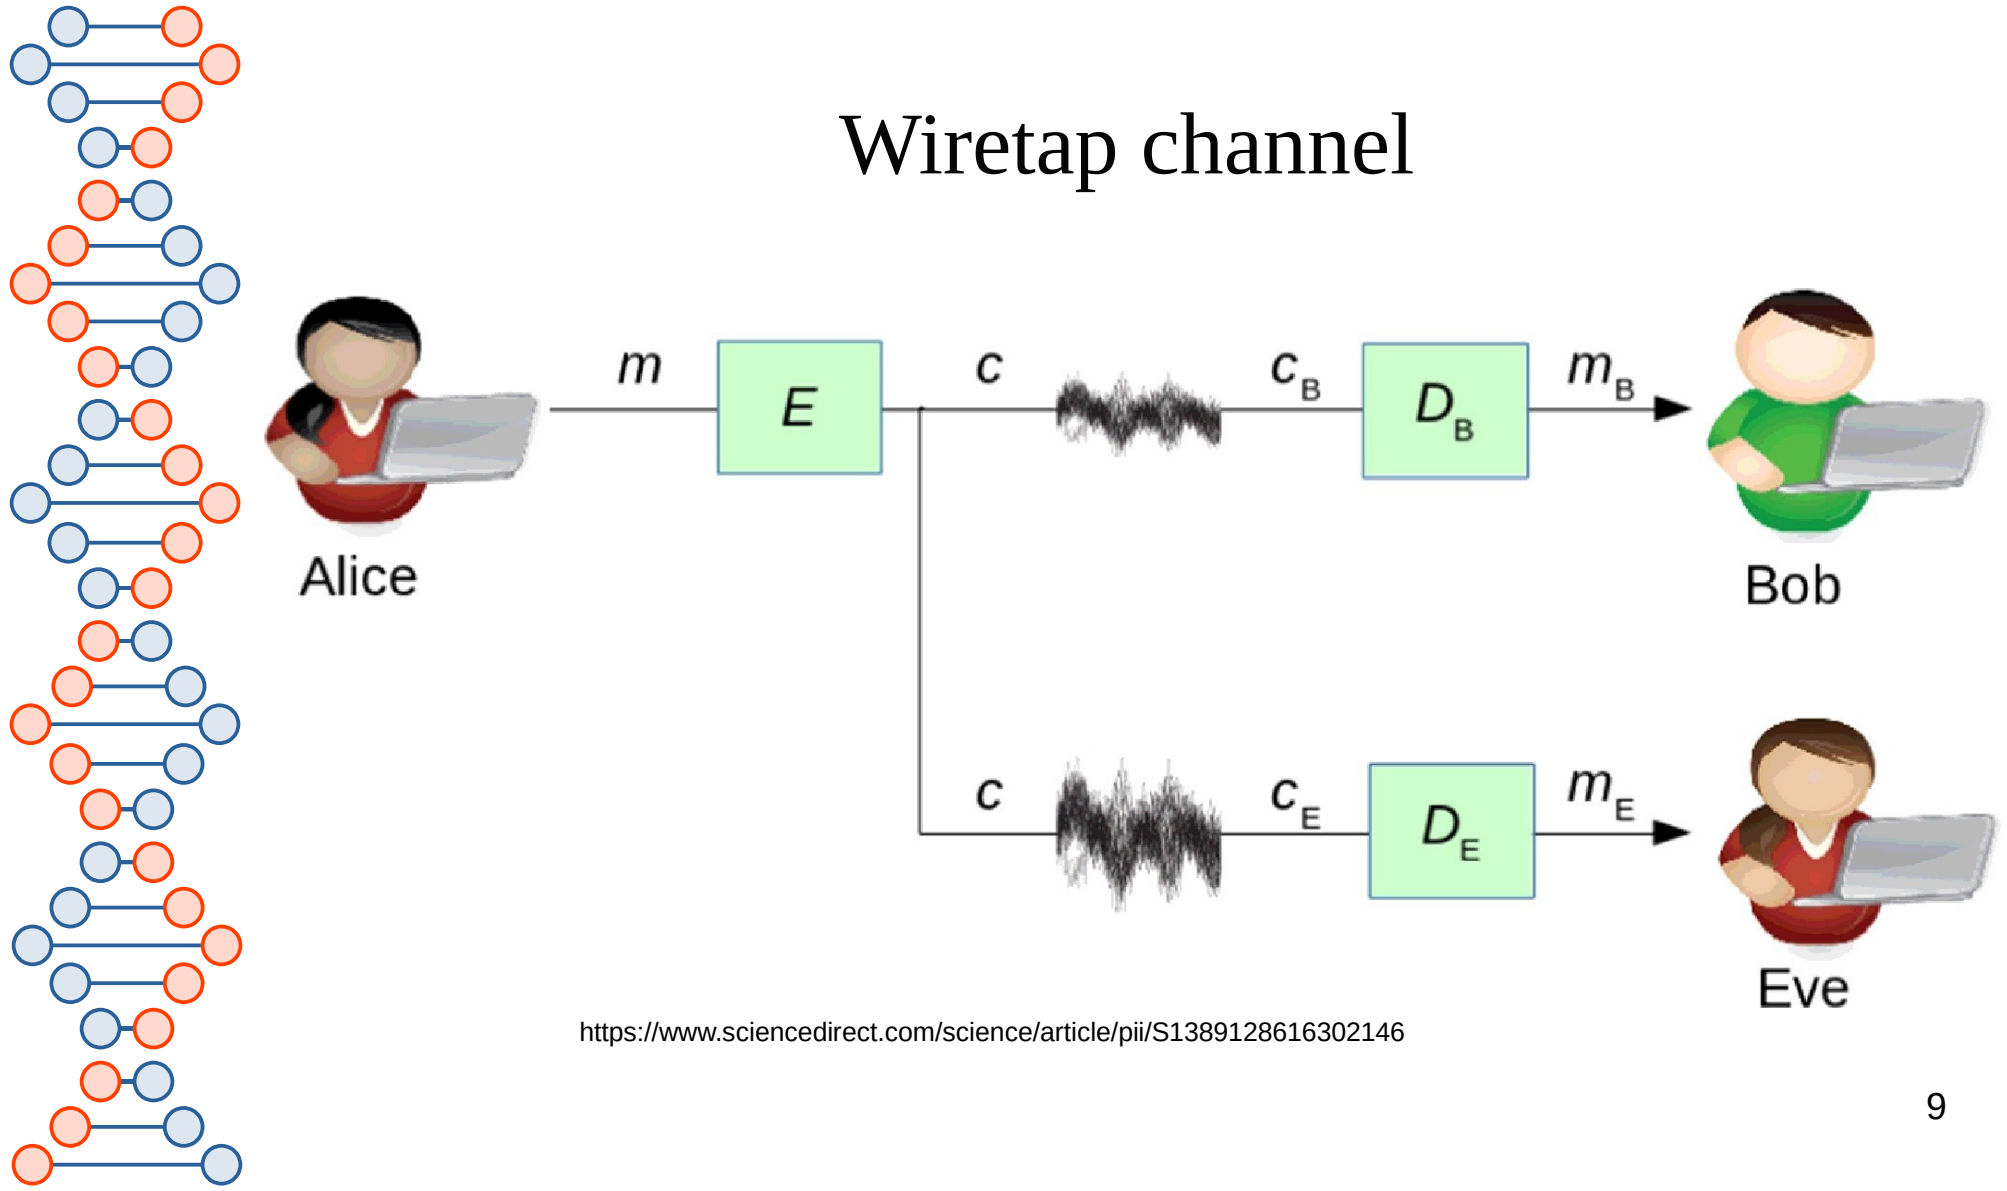 Wiretap channel
m
E
c
c_B
D_B
m_B
Alice
Bob
c
c_E
D_E
m_E
Eve
https://www.sciencedirect.com/science/article/pii/S1389128616302146
9